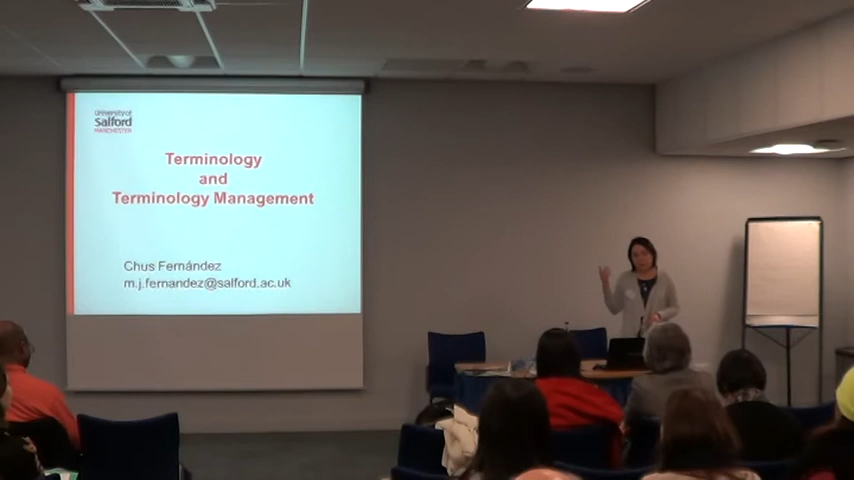 University of
Salford
MANCHESTER
Terminology
and
Terminology Management
Chus Fernández
m.j.fernandez@salford.ac.uk